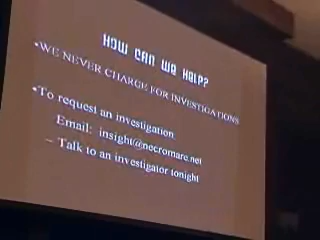 HOW CAN WE HELP?
•WE NEVER CHARGE FOR INVESTIGATIONS
•To request an investigation
Email: insight@necromare.net
– Talk to an investigator tonight